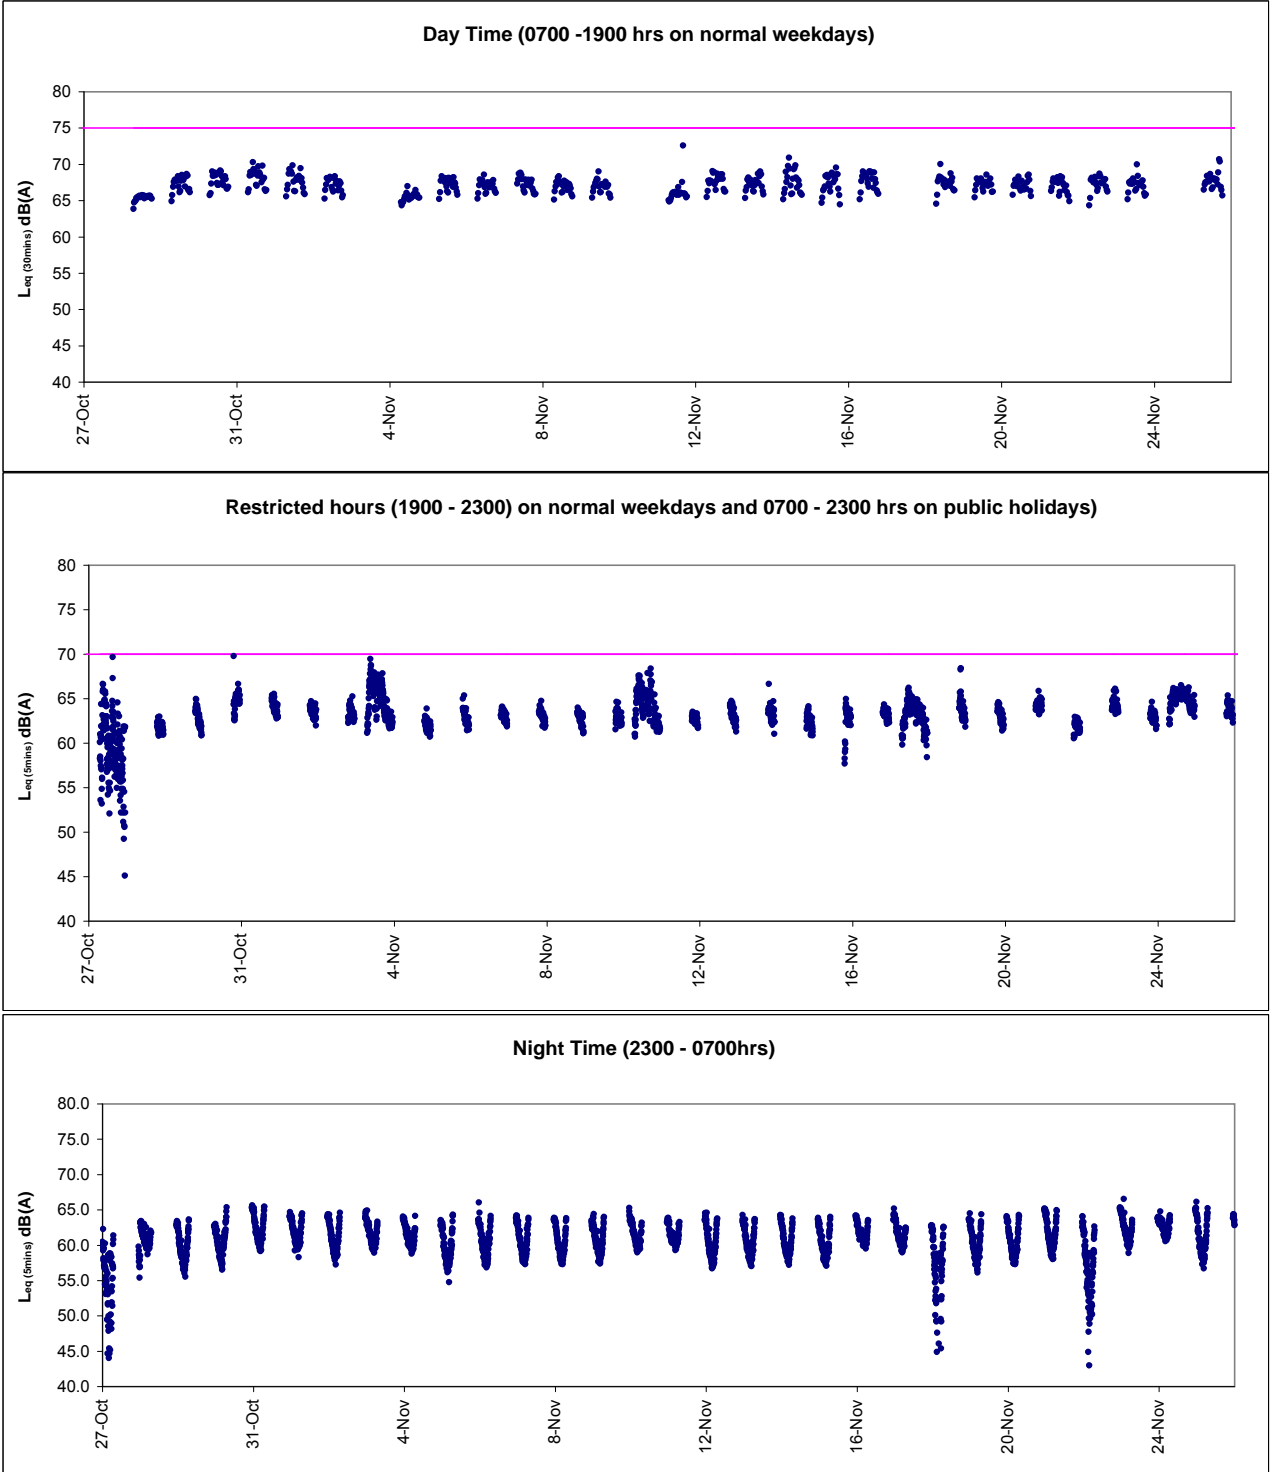 Day Time (0700 -1900 hrs on normal weekdays)
80
75
70
65
60
55
50
45
40
Leq (30mins) dB(A)
27-Oct
31-Oct
4-Nov
8-Nov
12-Nov
16-Nov
20-Nov
24-Nov
Restricted hours (1900 - 2300) on normal weekdays and 0700 - 2300 hrs on public holidays)
80
75
70
65
60
55
50
45
40
Leq (5mins) dB(A)
27-Oct
31-Oct
4-Nov
8-Nov
12-Nov
16-Nov
20-Nov
24-Nov
Night Time (2300 - 0700hrs)
80.0
75.0
70.0
65.0
60.0
55.0
50.0
45.0
40.0
Leq (5mins) dB(A)
27-Oct
31-Oct
4-Nov
8-Nov
12-Nov
16-Nov
20-Nov
24-Nov